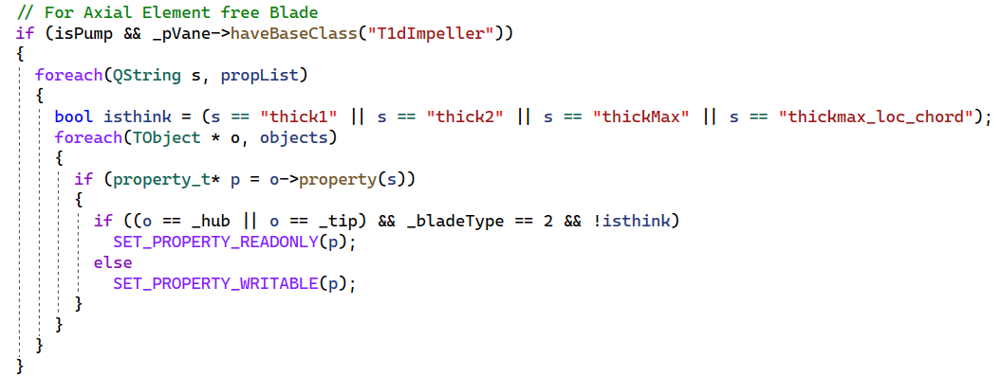 // For Axial Element free Blade
if (isPump && _pVane->haveBaseClass("T1dImpeller"))
{
foreach(QString s, propList)
{
bool isthink = (s == "thick1" || s == "thick2" || s == "thickMax" || s == "thickmax_loc_chord");
foreach(TObject * o, objects)
{
if (property_t* p = o->property(s))
{
if ((o == _hub || o == _tip) && _bladeType == 2 && !isthink)
SET_PROPERTY_READONLY(p);
else
SET_PROPERTY_WRITABLE(p);
}
}
}
}